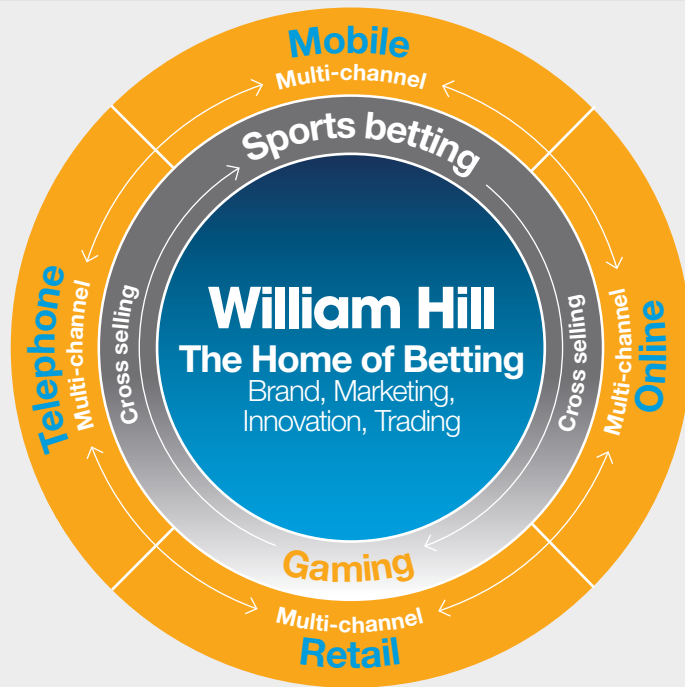 Mobile
Multi-channel
Sports betting
Telephone
Multi-channel
Cross selling
William Hill
The Home of Betting
Brand, Marketing,
Innovation, Trading
Cross selling
Multi-channel
Online
Gaming
Multi-channel
Retail